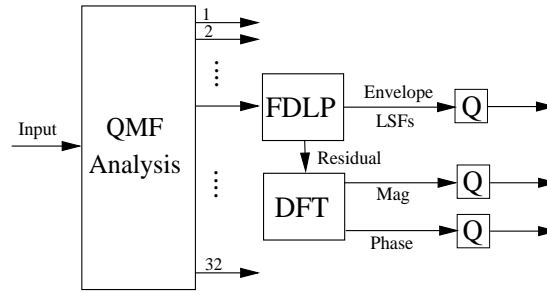 1
2
Input
QMF
Analysis
32
FDLP
Envelope
LSFs
Q
Residual
DFT
Mag
Q
Phase
Q